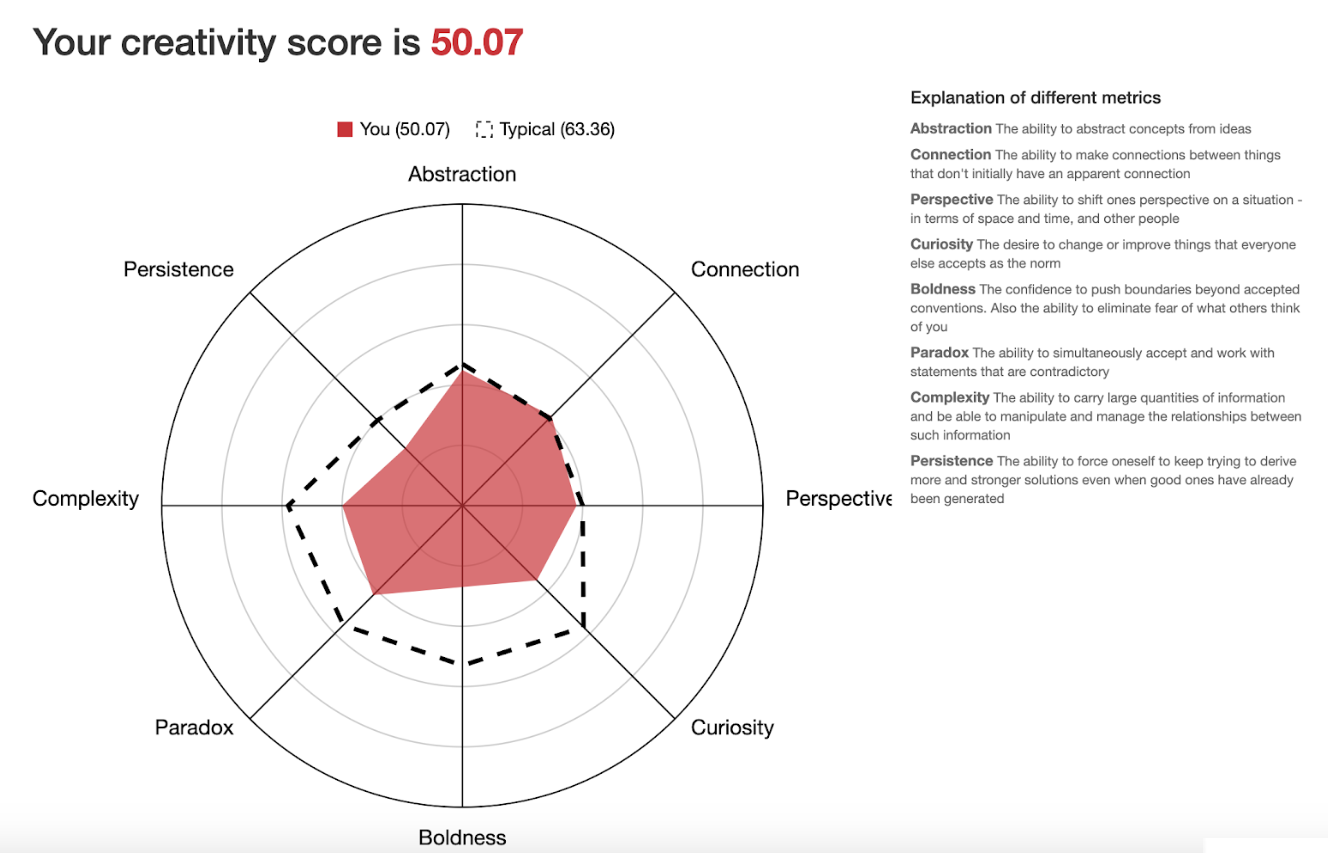 Your creativity score is 50.07
You (50.07)
Typical (63.36)
Abstraction
Persistence
Connection
Complexity
Perspective
Paradox
Curiosity
Boldness
Explanation of different metrics
Abstraction The ability to abstract concepts from ideas
Connection The ability to make connections between things
that don't initially have an apparent connection
Perspective The ability to shift ones perspective on a situation -
in terms of space and time, and other people
Curiosity The desire to change or improve things that everyone
else accepts as the norm
Boldness The confidence to push boundaries beyond accepted
conventions. Also the ability to eliminate fear of what others think
of you
Paradox The ability to simultaneously accept and work with
statements that are contradictory
Complexity The ability to carry large quantities of information
and be able to manipulate and manage the relationships between
such information
Persistence The ability to force oneself to keep trying to derive
more and stronger solutions even when good ones have already
been generated